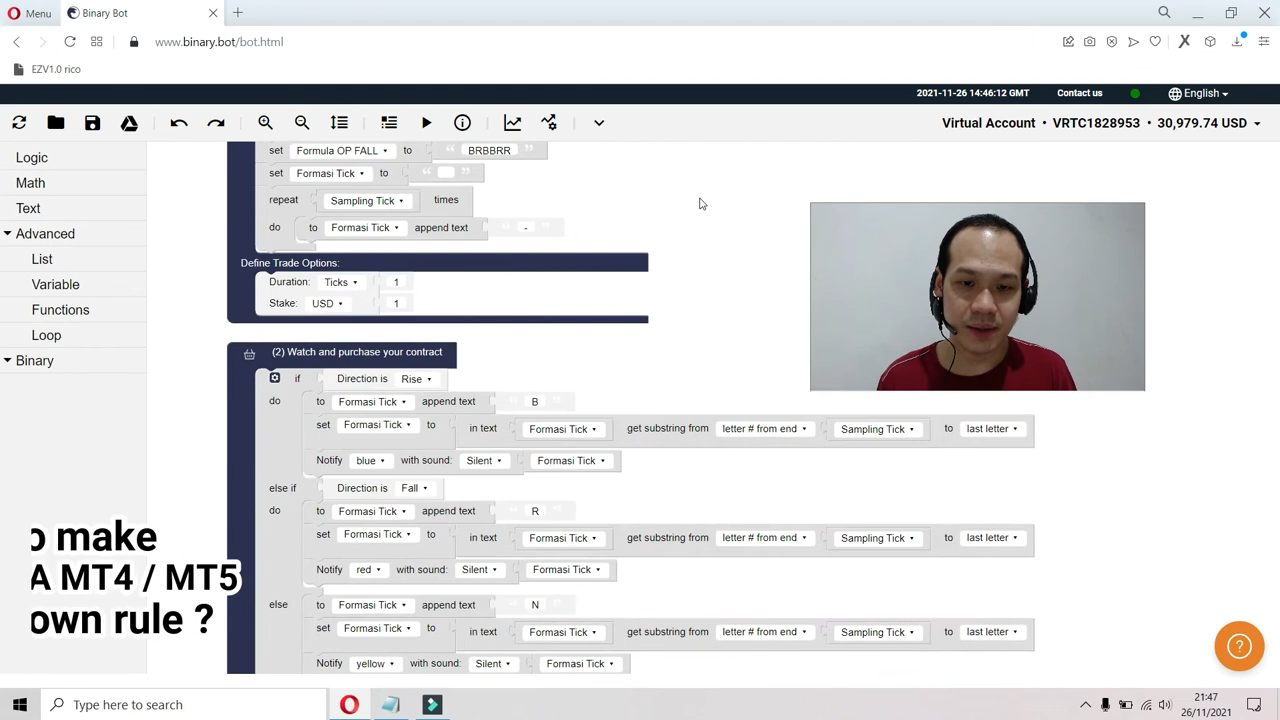 Menu
Binary Bot
www.binary.bot/bot.html
EZV1.0 rico
2021-11-26 14:46:12 GMT
Contact us
English
Virtual Account • VRTC1828953 • 30,979.74 USD
Logic
Math
Text
Advanced
List
Variable
Functions
Loop
Binary
set Formula OP FALL to “ BRBBRR ”
set Formasi Tick to “ ”
repeat Sampling Tick times
do to Formasi Tick append text “ - ”
Define Trade Options:
Duration: Ticks 1
Stake: USD 1
(2) Watch and purchase your contract
if Direction is Rise
do to Formasi Tick append text “ B ”
set Formasi Tick to in text Formasi Tick get substring from letter # from end Sampling Tick to last letter
Notify blue with sound: Silent Formasi Tick
else if Direction is Fall
do to Formasi Tick append text “ R ”
set Formasi Tick to in text Formasi Tick get substring from letter # from end Sampling Tick to last letter
Notify red with sound: Silent Formasi Tick
else to Formasi Tick append text “ N ”
set Formasi Tick to in text Formasi Tick get substring from letter # from end Sampling Tick to last letter
Notify yellow with sound: Silent Formasi Tick
o make
A MT4 / MT5
own rule ?
Type here to search
21:47
26/11/2021